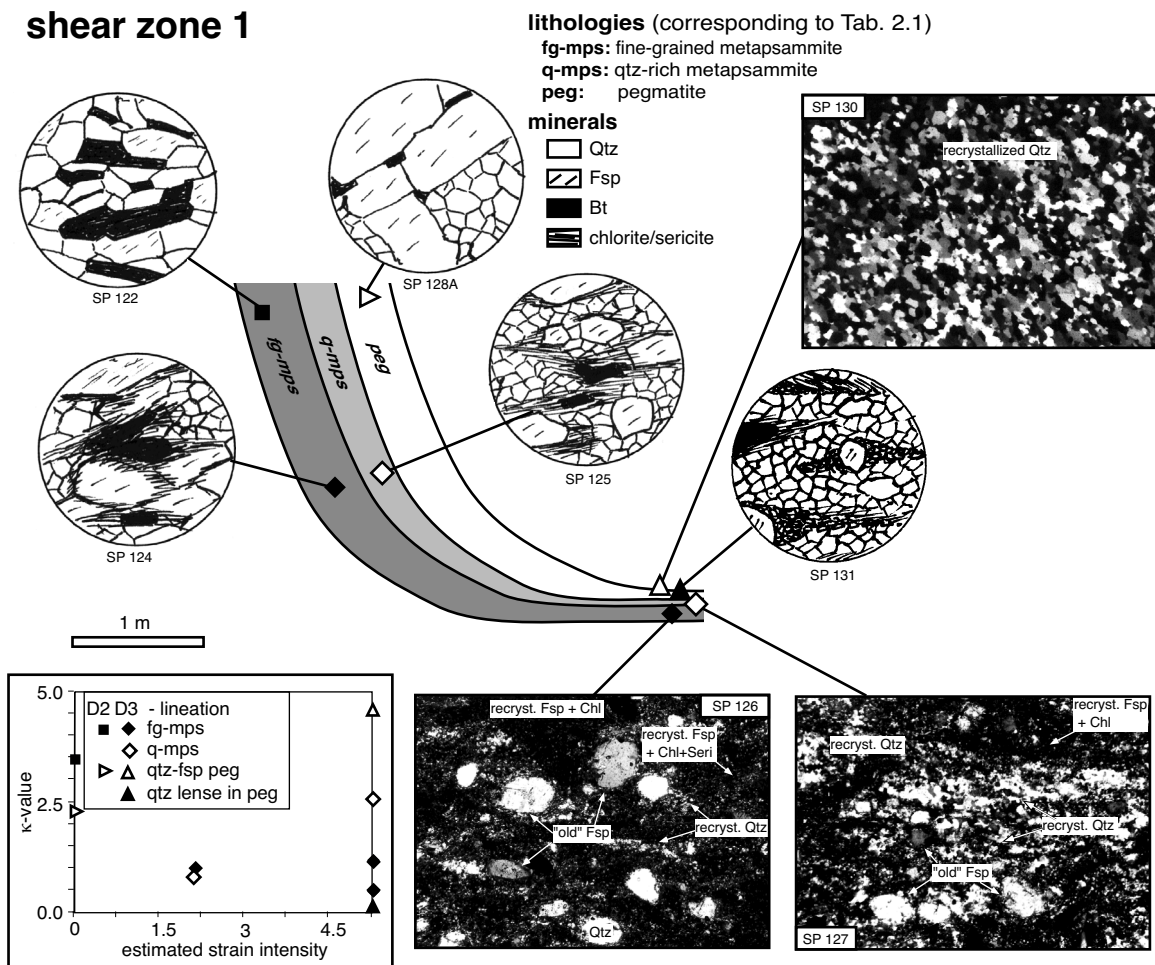 shear zone 1
lithologies (corresponding to Tab. 2.1)
fg-mps: fine-grained metapsammite
q-mps: qtz-rich metapsammite
peg: pegmatite
minerals
Qtz
Fsp
Bt
chlorite/sericite
SP 130
recrystallized Qtz
SP 122
SP 128A
fg-mps
q-mps
peg
SP 125
SP 124
SP 131
1 m
5.0
2.5
0.0
κ-value
D2 D3 - lineation
fg-mps
q-mps
qtz-fsp peg
qtz lense in peg
0
1.5
3
4.5
estimated strain intensity
SP 126
recryst. Fsp + Chl
recryst. Fsp
+ Chl+Seri
"old" Fsp
recryst. Qtz
Qtz
recryst. Fsp
+ Chl
recryst. Qtz
recryst. Qtz
"old" Fsp
SP 127